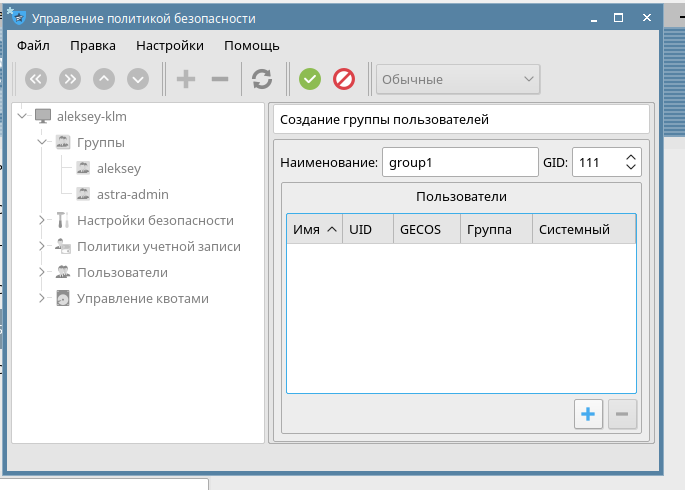 Управление политикой безопасности
Файл Правка Настройки Помощь
Обычные
aleksey-klm
Группы
aleksey
astra-admin
Настройки безопасности
Политики учетной записи
Пользователи
Управление квотами
Создание группы пользователей
Наименование: group1 GID: 111
Пользователи
Имя UID GECOS Группа Системный